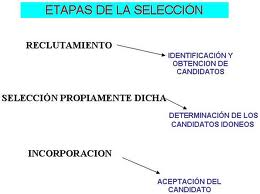 ETAPAS DE LA SELECCIÓN
RECLUTAMIENTO
IDENTIFICACIÓN Y
OBTENCION DE
CANDIDATOS
SELECCIÓN PROPIAMENTE DICHA
DETERMINACIÓN DE LOS
CANDIDATOS IDONEOS
INCORPORACION
ACEPTACIÓN DEL
CANDIDATO